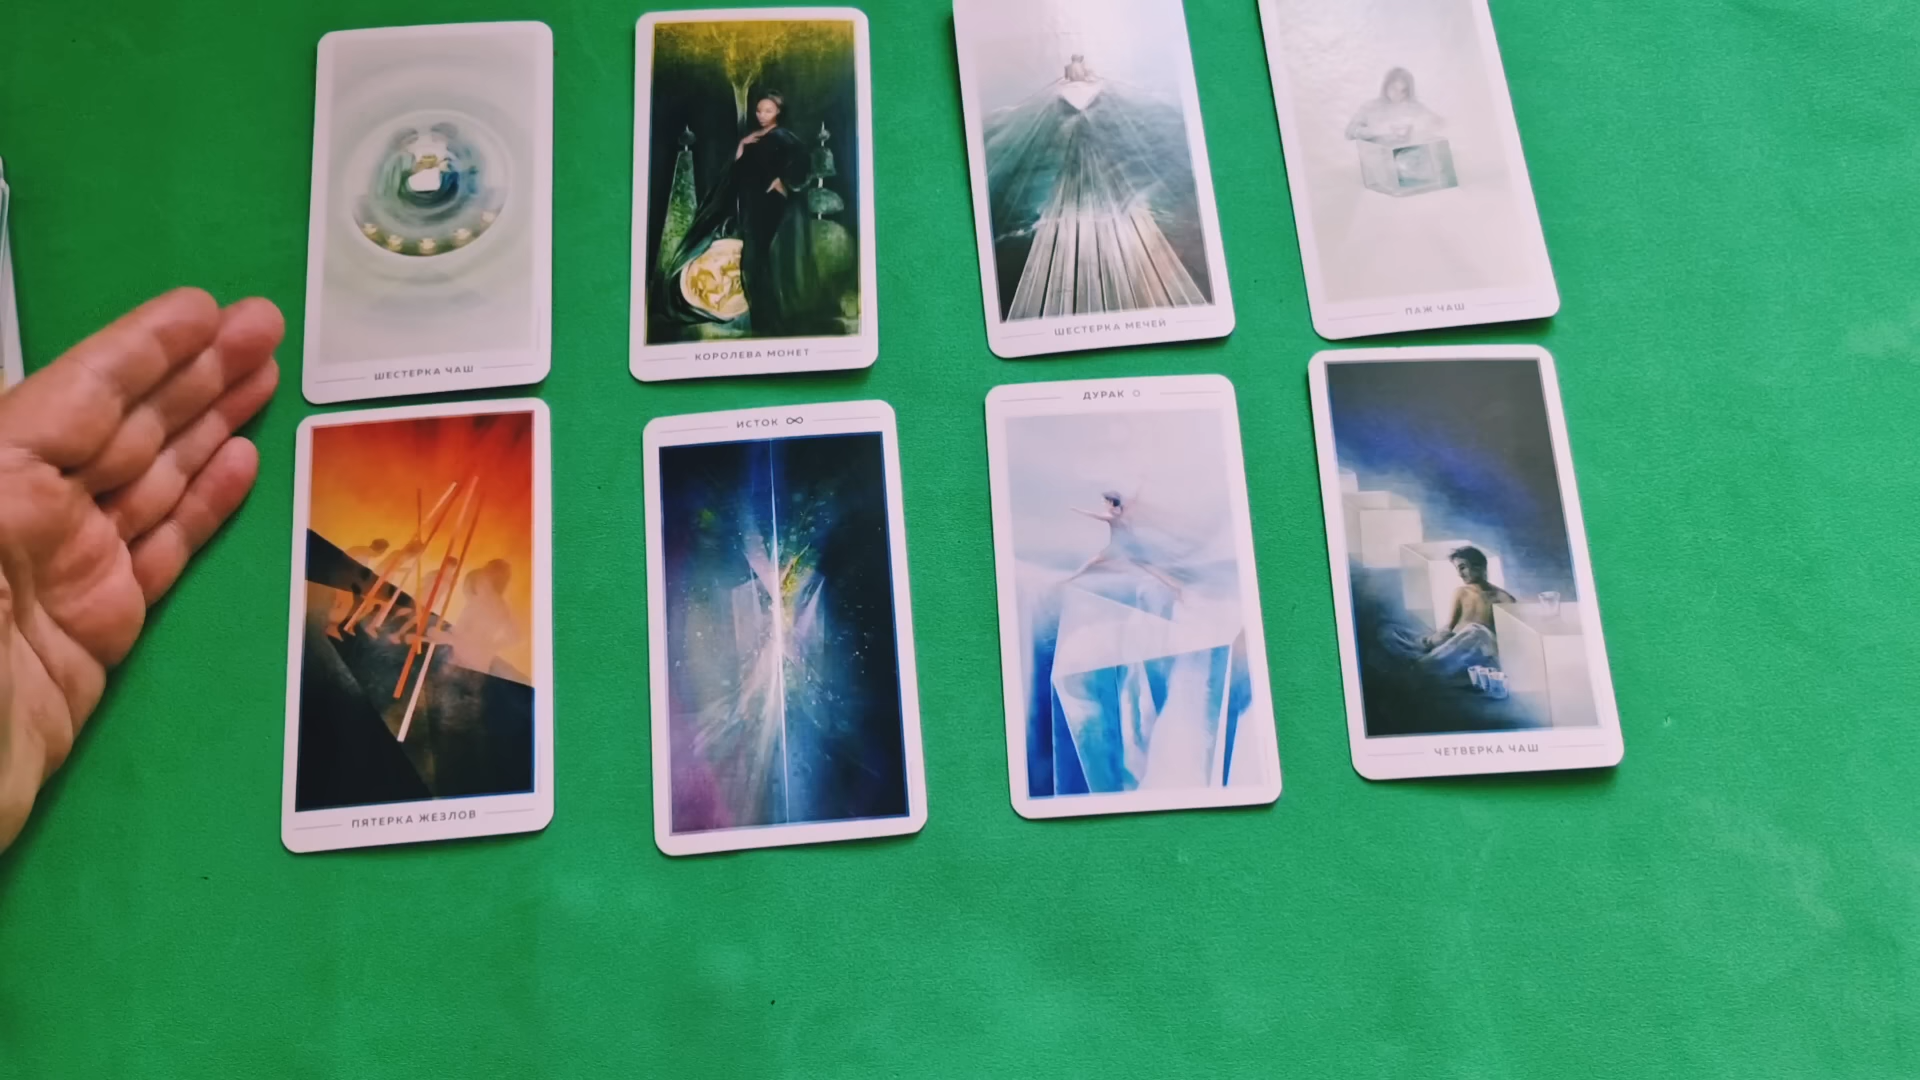 ШЕСТЕРКА ЧАШ
КОРОЛЕВА МОНЕТ
ШЕСТЕРКА МЕЧЕЙ
ПАЖ ЧАШ
ПЯТЕРКА ЖЕЗЛОВ
ИСТОК ∞
ДУРАК 0
ЧЕТВЕРКА ЧАШ